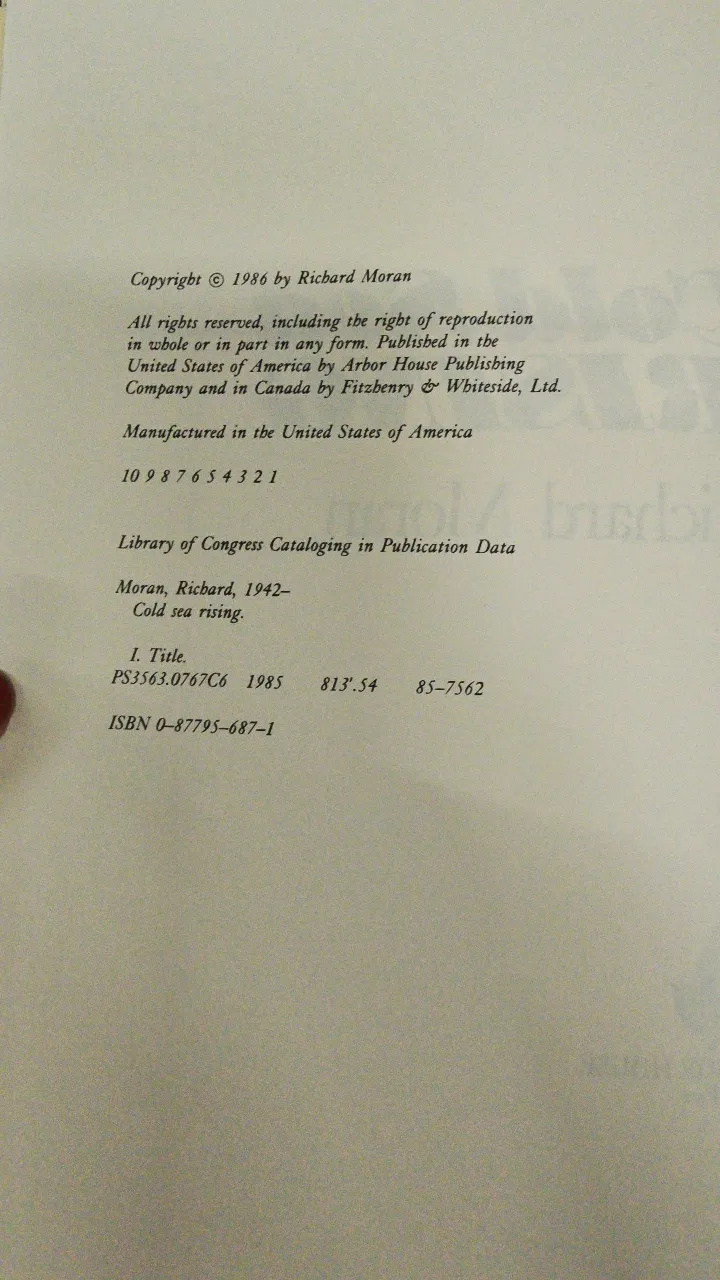 Copyright © 1986 by Richard Moran
All rights reserved, including the right of reproduction
in whole or in part in any form. Published in the
United States of America by Arbor House Publishing
Company and in Canada by Fitzhenry & Whiteside, Ltd.
Manufactured in the United States of America
10 9 8 7 6 5 4 3 2 1
Library of Congress Cataloging in Publication Data
Moran, Richard, 1942–
Cold sea rising.
I. Title.
PS3563.0767C6 1985 813'.54 85–7562
ISBN 0–87795–687–1